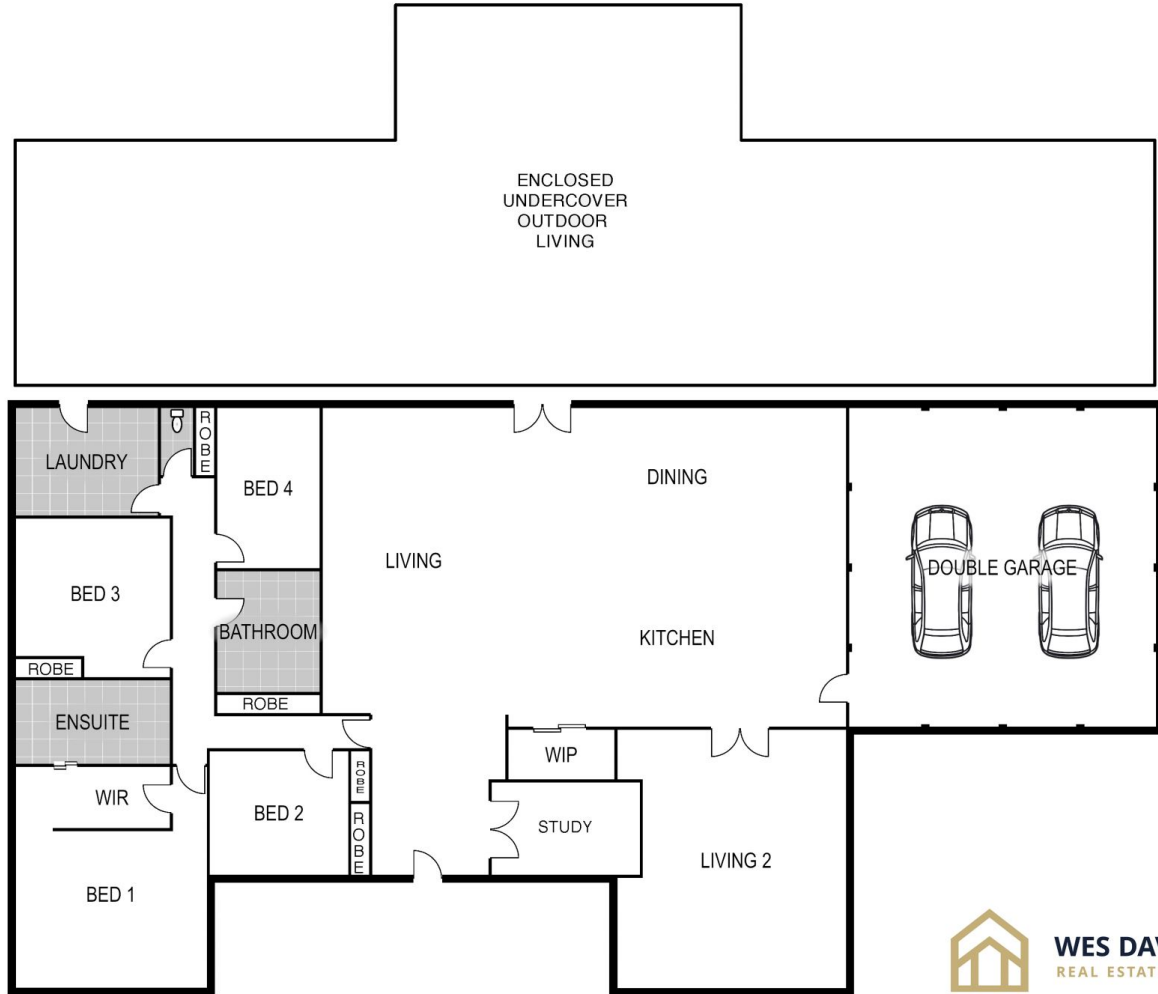 ENCLOSED
UNDERCOVER
OUTDOOR
LIVING
LAUNDRY
ROBE
BED 4
DINING
LIVING
DOUBLE GARAGE
BED 3
BATHROOM
KITCHEN
ROBE
ROBE
ENSUITE
WIP
WIR
ROBE
BED 2
ROBE
STUDY
LIVING 2
BED 1
WES DAV
REAL ESTAT